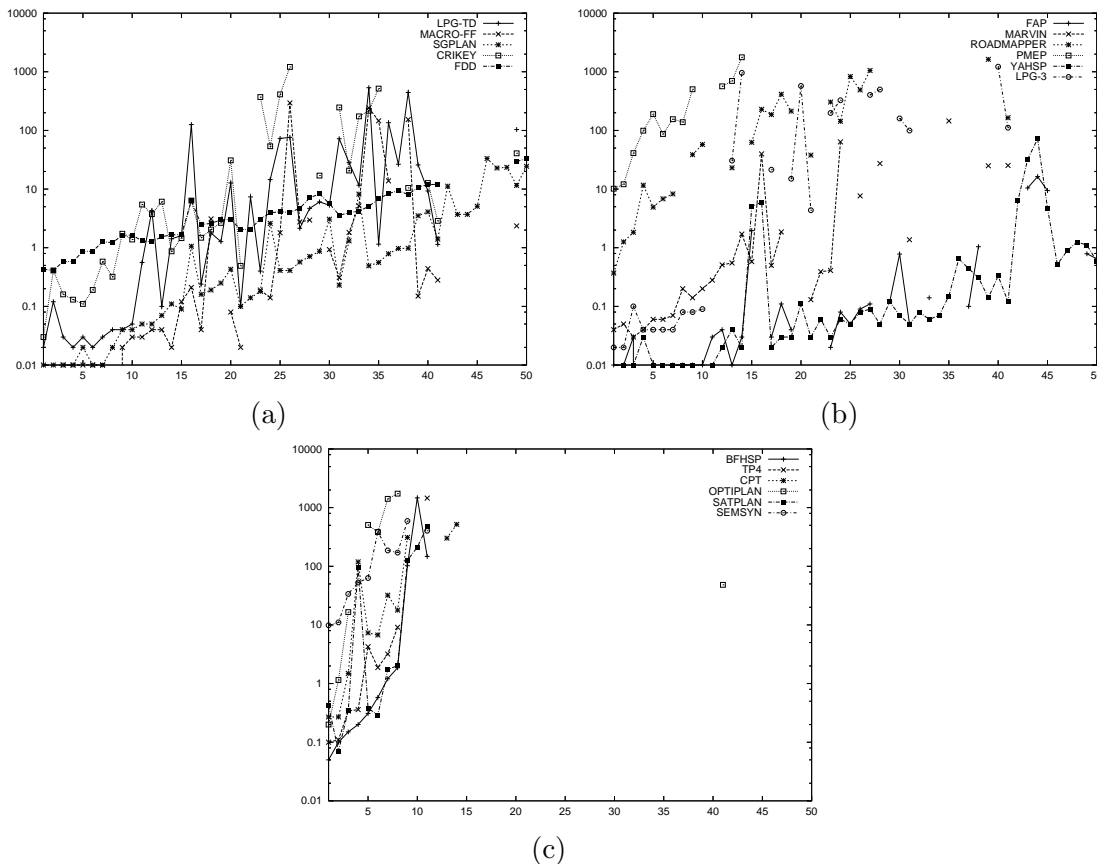 10000
1000
100
10
1
0.1
0.01
5 10 15 20 25 30 35 40 45 50
LPG-TD
MACRO-FF
SGPLAN
CRIKEY
FDD
(a)
10000
1000
100
10
1
0.1
0.01
5 10 15 20 25 30 35 40 45 50
FAP
MARVIN
ROADMAPPER
PMEP
YAHSP
LPG-3
(b)
10000
1000
100
10
1
0.1
0.01
5 10 15 20 25 30 35 40 45 50
BFHSP
TP4
CPT
OPTIPLAN
SATPLAN
SEMSYN
(c)